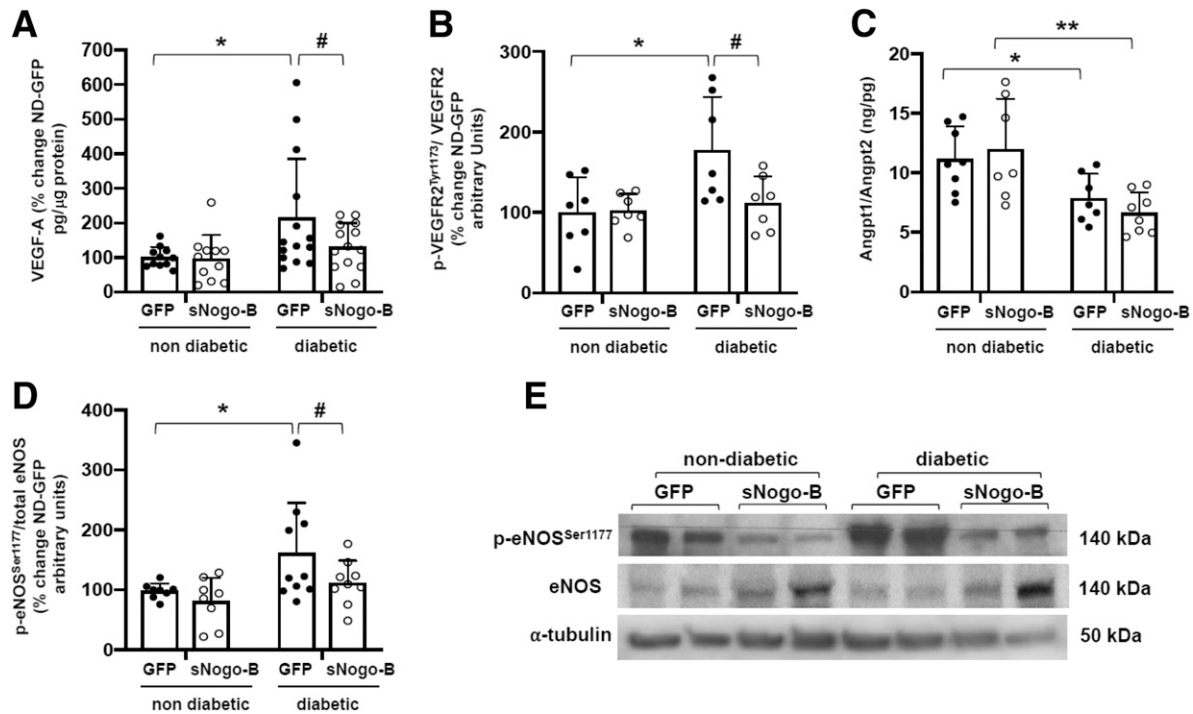 A
VEGF-A (% change ND-GFP
pg/µg protein)
700
600
500
400
300
200
100
0
*
#
GFP sNogo-B GFP sNogo-B
non diabetic diabetic
B
p-VEGFR2Tyr1173/ VEGFR2
(% change ND-GFP
arbitrary Units)
300
200
100
0
*
#
GFP sNogo-B GFP sNogo-B
non diabetic diabetic
C
Angpt1/Angpt2 (ng/pg)
20
15
10
5
0
**
*
GFP sNogo-B GFP sNogo-B
non diabetic diabetic
D
p-eNOSSer1177/total eNOS
(% change ND-GFP
arbitrary units)
400
300
200
100
0
*
#
GFP sNogo-B GFP sNogo-B
non diabetic diabetic
E
non-diabetic diabetic
GFP sNogo-B GFP sNogo-B
p-eNOSSer1177 140 kDa
eNOS 140 kDa
α-tubulin 50 kDa